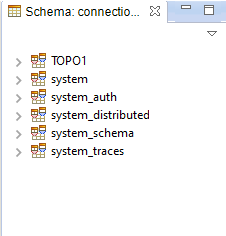 Schema: connectio...
TOPO1
system
system_auth
system_distributed
system_schema
system_traces